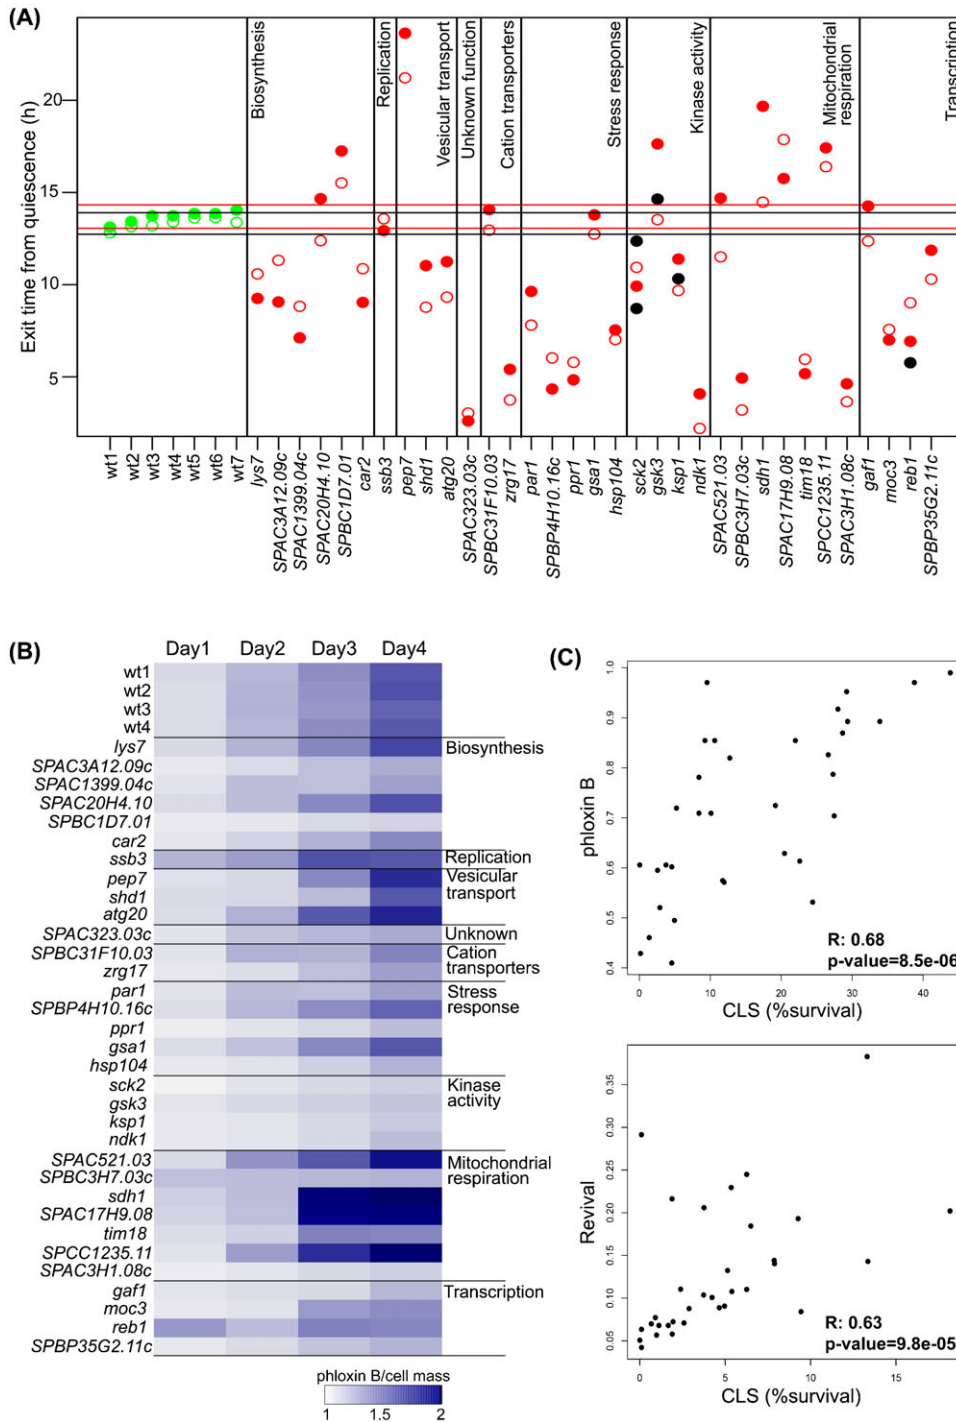 (A)
Exit time from quiescence (h)
20
15
10
5
Biosynthesis
Replication
Vesicular transport
Unknown function
Cation transporters
Stress response
Kinase activity
Mitochondrial
respiration
Transcription
wt1
wt2
wt3
wt4
wt5
wt6
wt7
lys7
SPAC3A12.09c
SPAC1399.04c
SPAC20H4.10
SPBC1D7.01
car2
ssb3
pep7
shd1
atg20
SPAC323.03c
SPBC31F10.03
zrg17
par1
SPBP4H10.16c
ppr1
gsa1
hsp104
sck2
gsk3
ksp1
ndk1
SPAC521.03
SPBC3H7.03c
sdh1
SPAC17H9.08
tim18
SPCC1235.11
SPAC3H1.08c
gaf1
moc3
reb1
SPBP35G2.11c
(B)
Day1 Day2 Day3 Day4
wt1
wt2
wt3
wt4
lys7 Biosynthesis
SPAC3A12.09c
SPAC1399.04c
SPAC20H4.10
SPBC1D7.01
car2
ssb3 Replication
pep7 Vesicular
shd1 transport
atg20
SPAC323.03c Unknown
SPBC31F10.03 Cation
zrg17 transporters
par1 Stress
SPBP4H10.16c response
ppr1
gsa1
hsp104
sck2 Kinase
gsk3 activity
ksp1
ndk1
SPAC521.03 Mitochondrial
SPBC3H7.03c respiration
sdh1
SPAC17H9.08
tim18
SPCC1235.11
SPAC3H1.08c
gaf1 Transcription
moc3
reb1
SPBP35G2.11c
phloxin B/cell mass
1 1.5 2
(C)
phloxin B
1.0
0.9
0.8
0.7
0.6
0.5
0.4
R: 0.68
p-value=8.5e-06
0 10 20 30 40
CLS (%survival)
Revival
0.35
0.30
0.25
0.20
0.15
0.10
0.05
R: 0.63
p-value=9.8e-05
0 5 10 15
CLS (%survival)